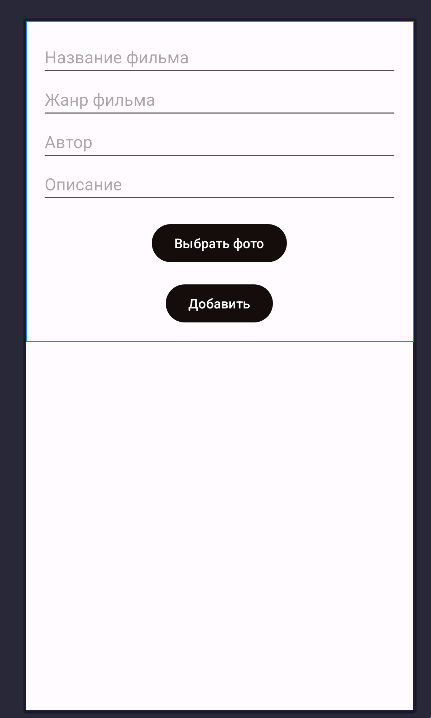 Название фильма
Жанр фильма
Автор
Описание
Выбрать фото
Добавить